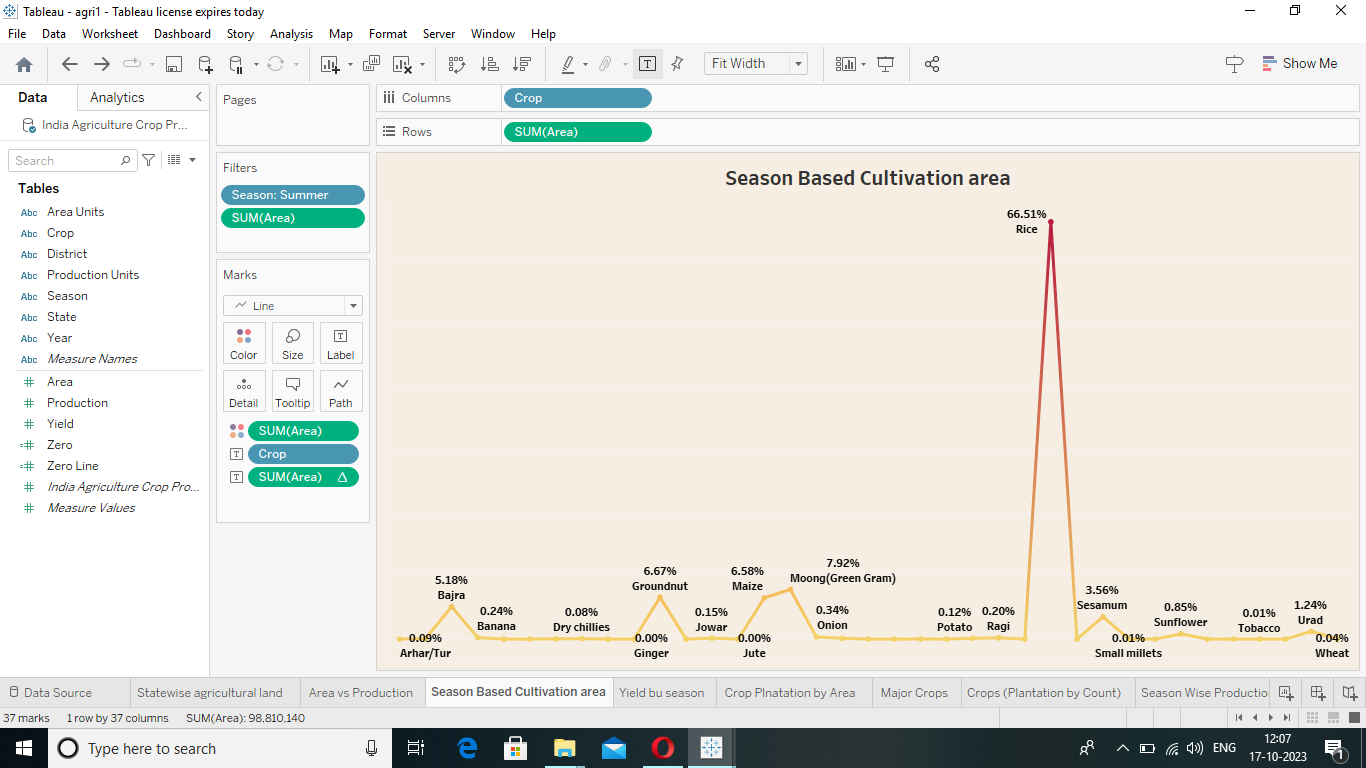 Tableau - agri1 - Tableau license expires today
File Data Worksheet Dashboard Story Analysis Map Format Server Window Help
Fit Width
Show Me
Data Analytics
India Agriculture Crop Pr...
Search
Tables
Abc Area Units
Abc Crop
Abc District
Abc Production Units
Abc Season
Abc State
Abc Year
Abc Measure Names
# Area
# Production
# Yield
=# Zero
=# Zero Line
# India Agriculture Crop Pro...
# Measure Values
Pages
Filters
Season: Summer
SUM(Area)
Marks
Line
Color Size Label
Detail Tooltip Path
SUM(Area)
T Crop
T SUM(Area) Δ
Columns Crop
Rows SUM(Area)
Season Based Cultivation area
0.09%
Arhar/Tur
5.18%
Bajra
0.24%
Banana
0.08%
Dry chillies
0.00%
Ginger
6.67%
Groundnut
0.15%
Jowar
0.00%
Jute
6.58%
Maize
7.92%
Moong(Green Gram)
0.34%
Onion
0.12%
Potato
0.20%
Ragi
66.51%
Rice
3.56%
Sesamum
0.01%
Small millets
0.85%
Sunflower
0.01%
Tobacco
1.24%
Urad
0.04%
Wheat
Data Source Statewise agricultural land Area vs Production Season Based Cultivation area Yield bu season Crop Plnatation by Area Major Crops Crops (Plantation by Count) Season Wise Productio
37 marks 1 row by 37 columns SUM(Area): 98,810,140
Type here to search
ENG
12:07
17-10-2023
1